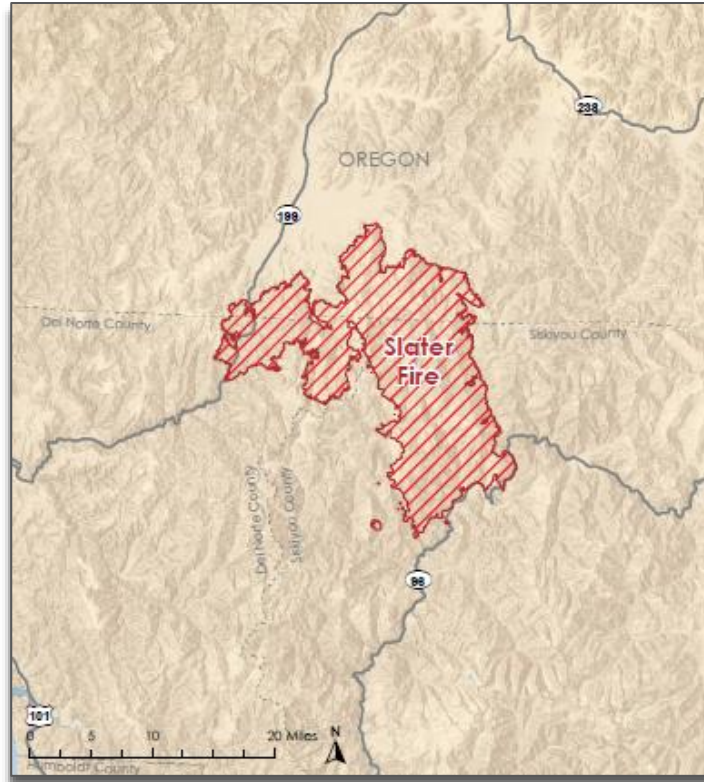 238
OREGON
199
Del Norte County
Siskiyou County
Slater
Fire
Del Norte County
Siskiyou County
96
101
0 5 10 20 Miles
N
Humboldt County